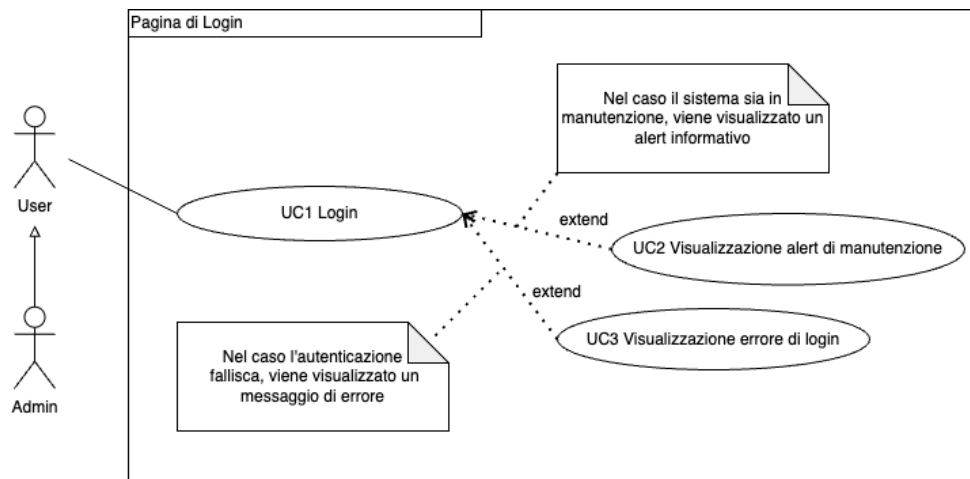 Pagina di Login
Nel caso il sistema sia in
manutenzione, viene visualizzato un
alert informativo
User
UC1 Login
extend
UC2 Visualizzazione alert di manutenzione
extend
UC3 Visualizzazione errore di login
Nel caso l'autenticazione
fallisca, viene visualizzato un
messaggio di errore
Admin